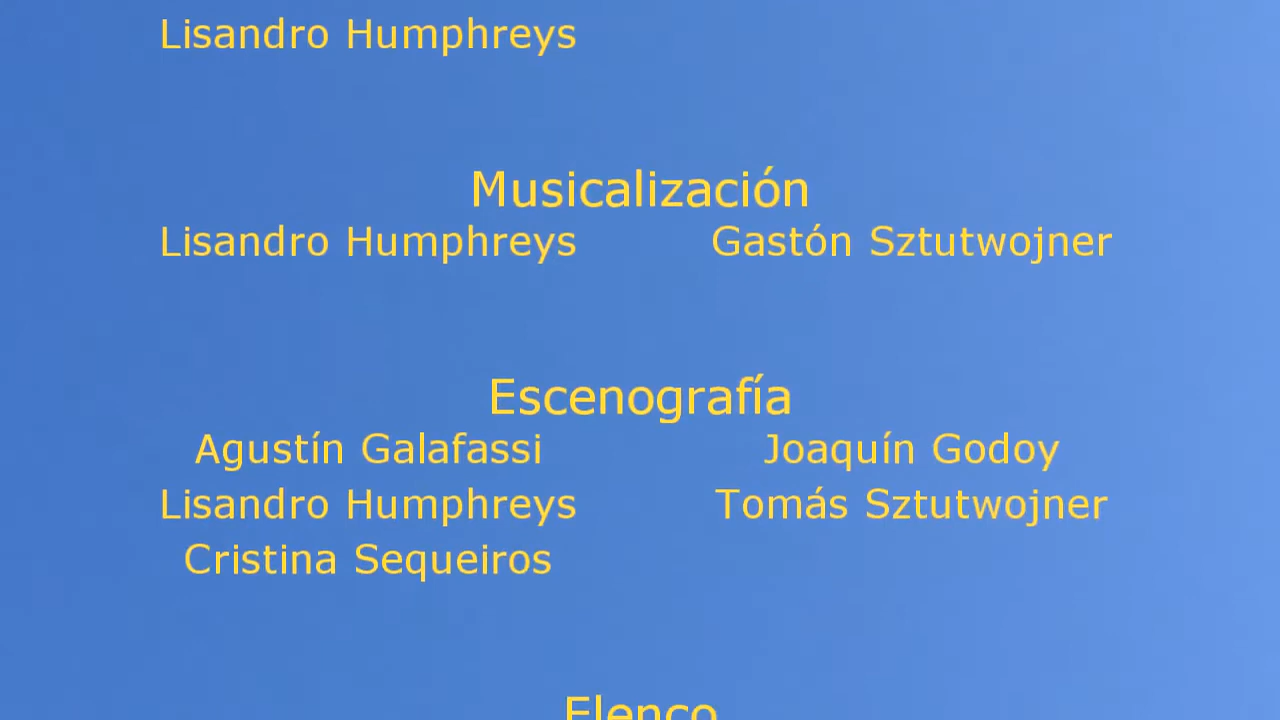 Lisandro Humphreys
Musicalización
Lisandro Humphreys Gastón Sztutwojner
Escenografía
Agustín Galafassi Joaquín Godoy
Lisandro Humphreys Tomás Sztutwojner
Cristina Sequeiros
Elenco